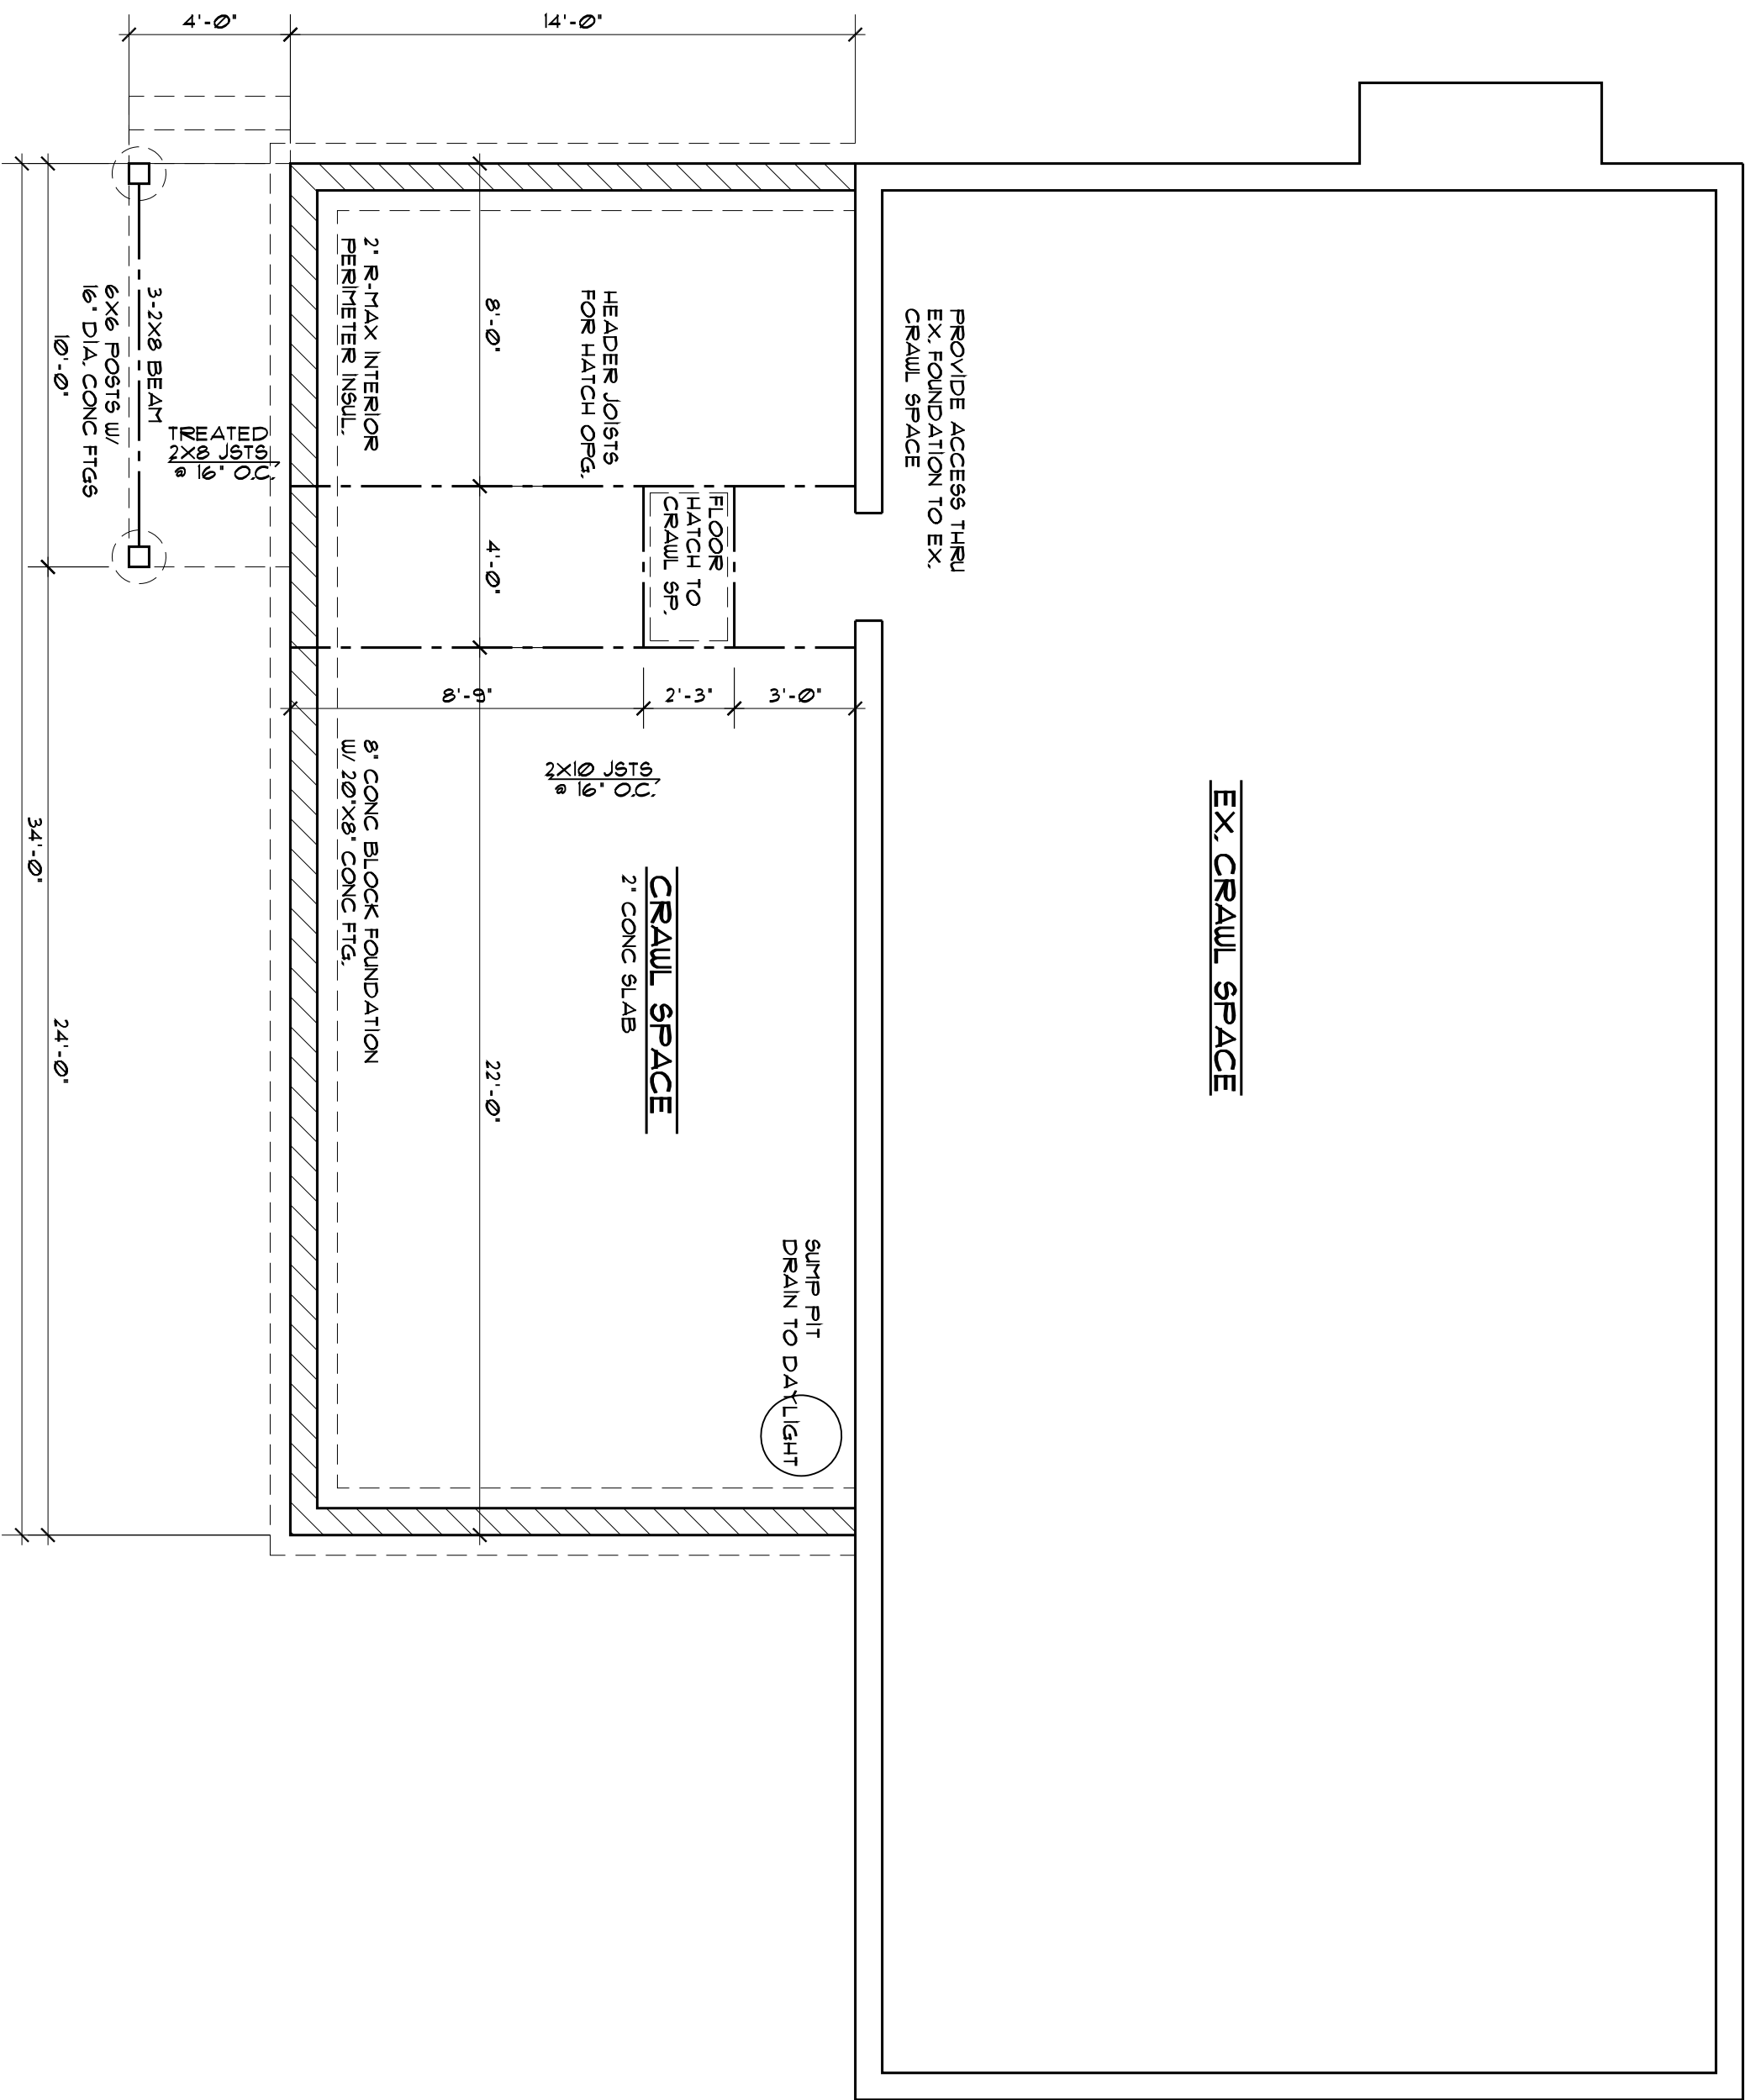 4'-0"
14'-0"
PROVIDE ACCESS THRU
EX. FOUNDATION TO EX.
CRAWL SPACE
HEADER JOISTS
FOR HATCH OPG.
2" R-MAX INTERIOR
PERIMETER INSUL.
8'-0"
3-2X8 BEAM
6X6 POSTS W/
16" DIA. CONC FTGS
10'-0"
TREATED
2X8 JSTS
@ 16" O.C.
FLOOR
HATCH TO
CRAWL SP.
4'-0"
8'-9"
2'-3"
3'-0"
2X10 JSTS
@ 16" O.C.
EX. CRAWL SPACE
CRAWL SPACE
2" CONC SLAB
8" CONC BLOCK FOUNDATION
W/ 20"X8" CONC FTG.
22'-0"
34'-0"
24'-0"
SUMP PIT
DRAIN TO DAYLIGHT